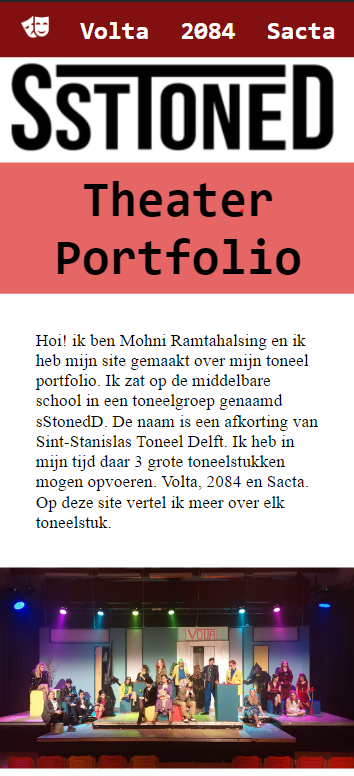 Volta 2084 Sacta
SSTTONED
Theater
Portfolio
Hoi! ik ben Mohni Ramtahalsing en ik
heb mijn site gemaakt over mijn toneel
portfolio. Ik zat op de middelbare
school in een toneelgroep genaamd
sStonedD. De naam is een afkorting van
Sint-Stanislas Toneel Delft. Ik heb in
mijn tijd daar 3 grote toneelstukken
mogen opvoeren. Volta, 2084 en Sacta.
Op deze site vertel ik meer over elk
toneelstuk.
VOLTA